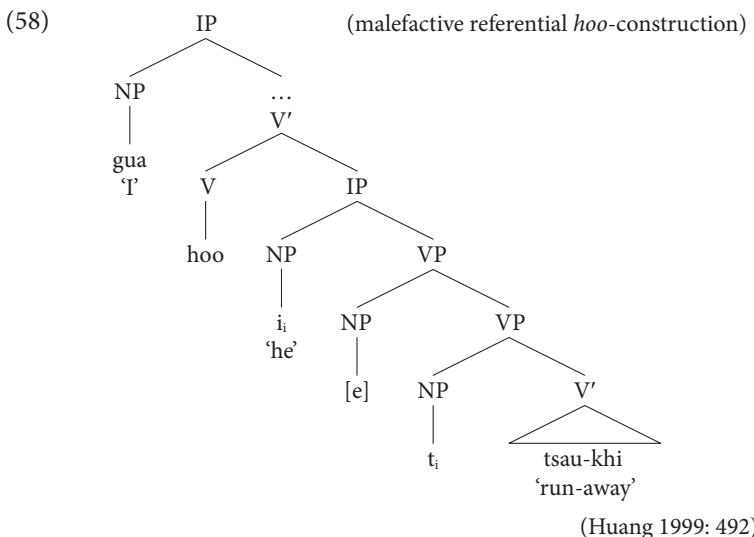 (58) IP (malefactive referential hoo-construction)
NP …
V′
gua
‘I’ V IP
hoo NP VP
iᵢ
‘he’ NP VP
[e] NP V′
tᵢ tsau-khi
‘run-away’
(Huang 1999: 492)